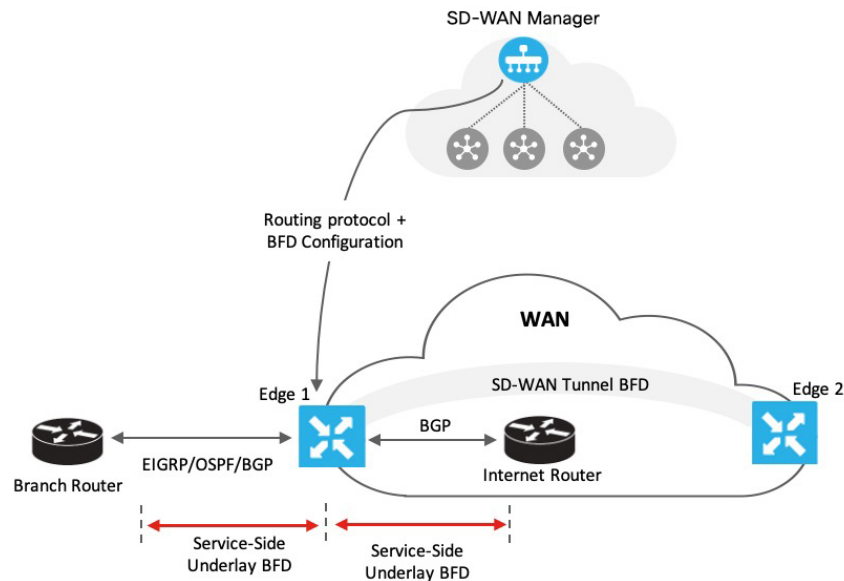 SD-WAN Manager
Routing protocol +
BFD Configuration
WAN
SD-WAN Tunnel BFD
Edge 1
Edge 2
BGP
EIGRP/OSPF/BGP
Branch Router
Internet Router
Service-Side
Underlay BFD
Service-Side
Underlay BFD